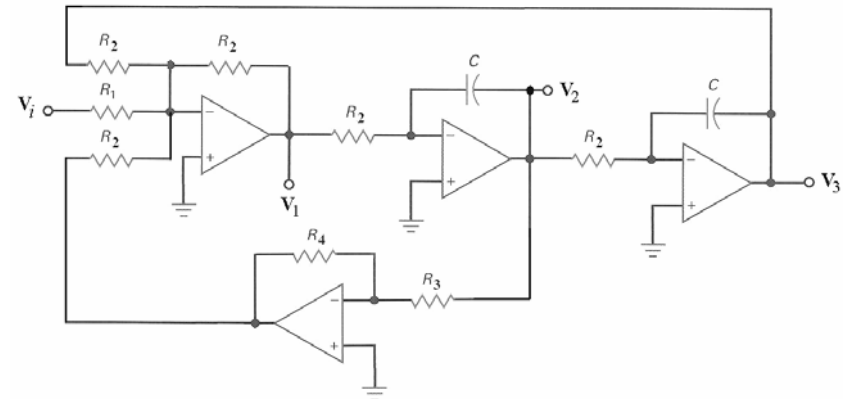 R2 R2
C
V2
R1
C
Vi
R2
R2
R2
− + − + − +
V1
V3
R4
R3
− +